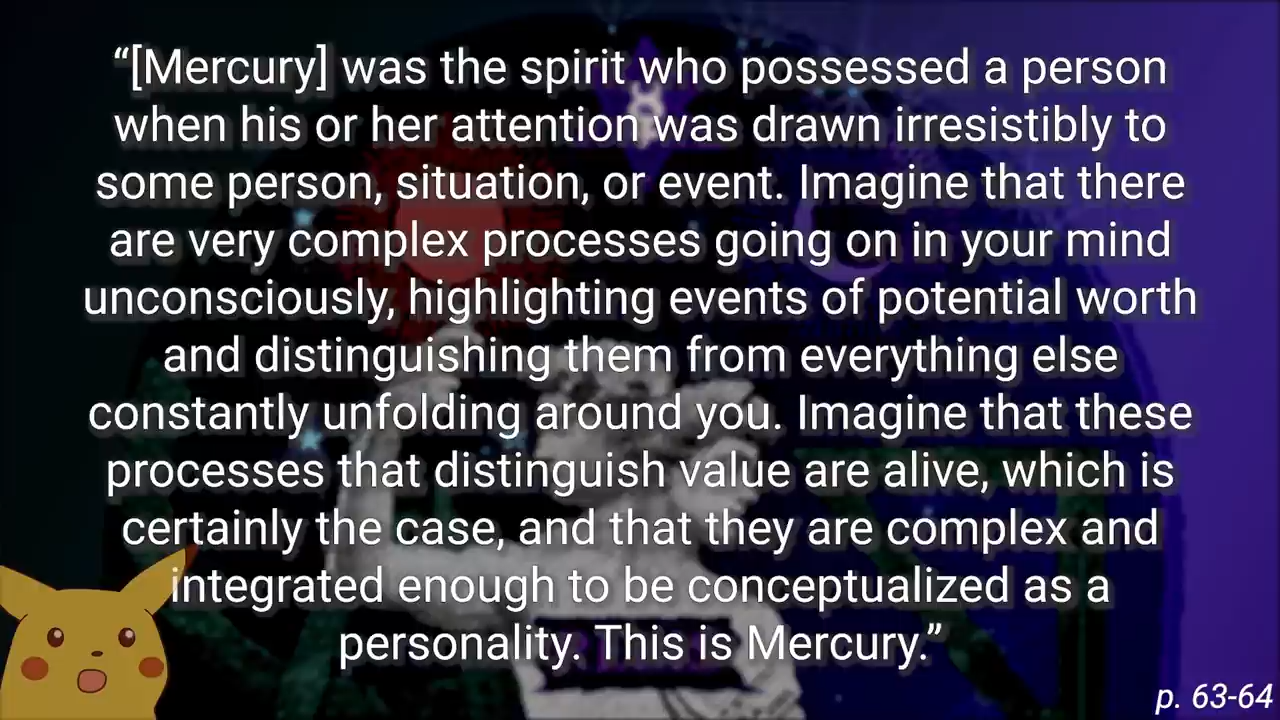 “[Mercury] was the spirit who possessed a person
when his or her attention was drawn irresistibly to
some person, situation, or event. Imagine that there
are very complex processes going on in your mind
unconsciously, highlighting events of potential worth
and distinguishing them from everything else
constantly unfolding around you. Imagine that these
processes that distinguish value are alive, which is
certainly the case, and that they are complex and
integrated enough to be conceptualized as a
personality. This is Mercury.”
p. 63-64